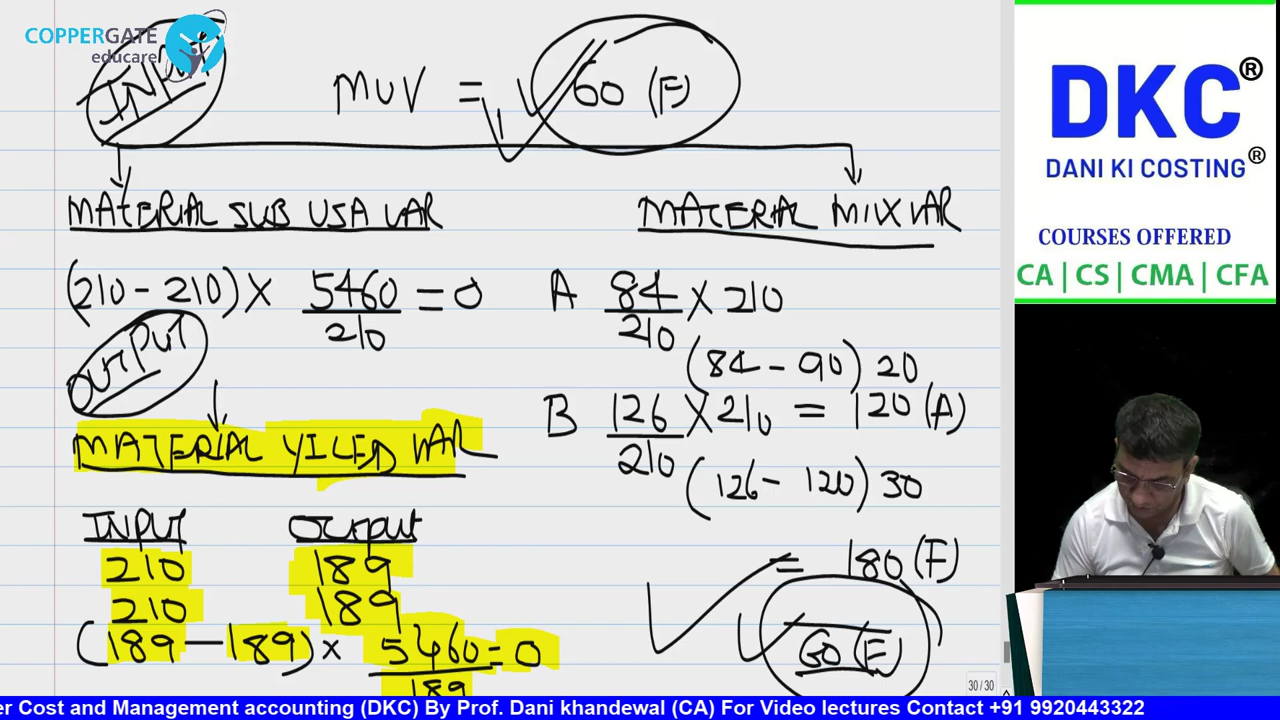 COPPERGATE
educare
INPUT
MUV = 60 (F)
MATERIAL SUB USA VAR
MATERIAL MIX VAR
(210 - 210) X 5460/210 = 0
A 84/210 X 210
(84 - 90) 20
OUTPUT
B 126/210 X 210 = 120 (A)
(126 - 120) 30
MATERIAL YILED VAR
INPUT OUTPUT
210 189
210 189
= 180 (F)
(189 - 189) X 5460/189 = 0
60 (F)
30 / 30
DKC®
DANI KI COSTING®
COURSES OFFERED
CA | CS | CMA | CFA
er Cost and Management accounting (DKC) By Prof. Dani khandewal (CA) For Video lectures Contact +91 9920443322